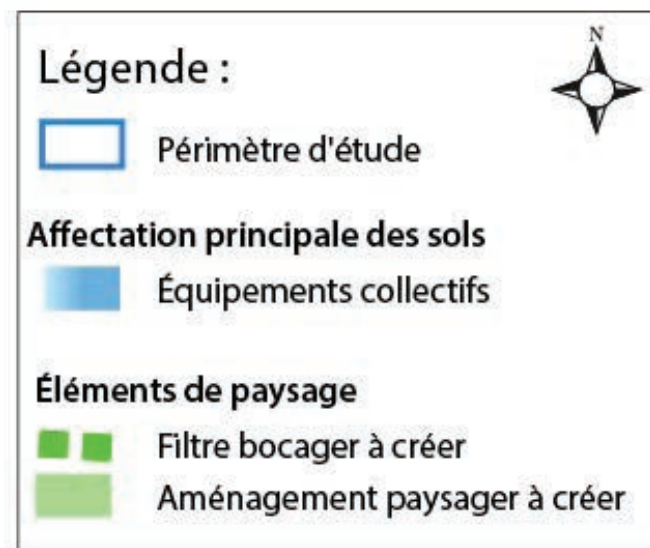 N
Légende :
Périmètre d'étude
Affectation principale des sols
Équipements collectifs
Éléments de paysage
Filtre bocager à créer
Aménagement paysager à créer